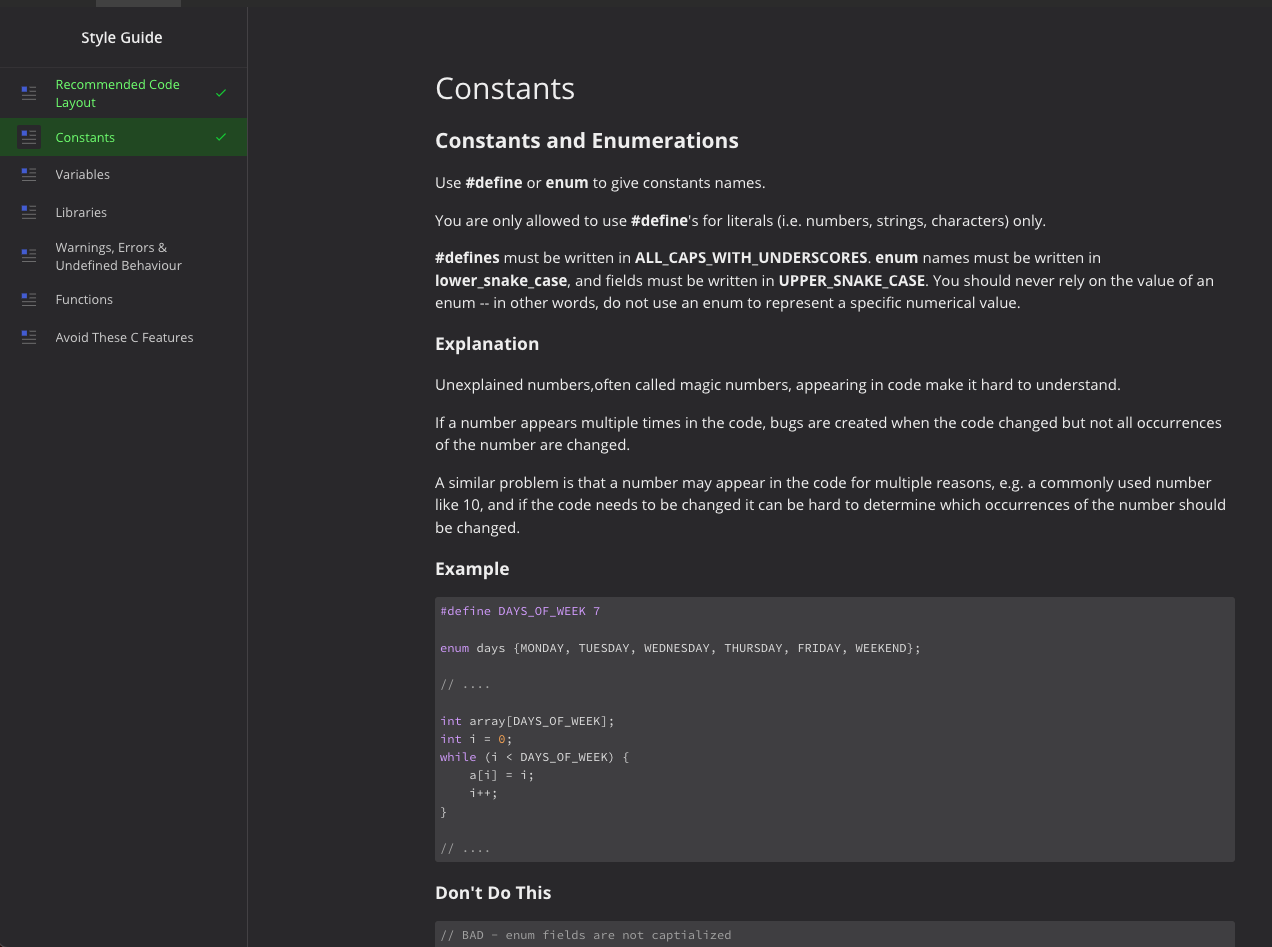 Style Guide
Recommended Code
Layout
Constants
Variables
Libraries
Warnings, Errors &
Undefined Behaviour
Functions
Avoid These C Features
Constants
Constants and Enumerations
Use #define or enum to give constants names.
You are only allowed to use #define's for literals (i.e. numbers, strings, characters) only.
#defines must be written in ALL_CAPS_WITH_UNDERSCORES. enum names must be written in
lower_snake_case, and fields must be written in UPPER_SNAKE_CASE. You should never rely on the value of an
enum -- in other words, do not use an enum to represent a specific numerical value.
Explanation
Unexplained numbers,often called magic numbers, appearing in code make it hard to understand.
If a number appears multiple times in the code, bugs are created when the code changed but not all occurrences
of the number are changed.
A similar problem is that a number may appear in the code for multiple reasons, e.g. a commonly used number
like 10, and if the code needs to be changed it can be hard to determine which occurrences of the number should
be changed.
Example
#define DAYS_OF_WEEK 7
enum days {MONDAY, TUESDAY, WEDNESDAY, THURSDAY, FRIDAY, WEEKEND};
// ....
int array[DAYS_OF_WEEK];
int i = 0;
while (i < DAYS_OF_WEEK) {
    a[i] = i;
    i++;
}
// ....
Don't Do This
// BAD - enum fields are not captialized